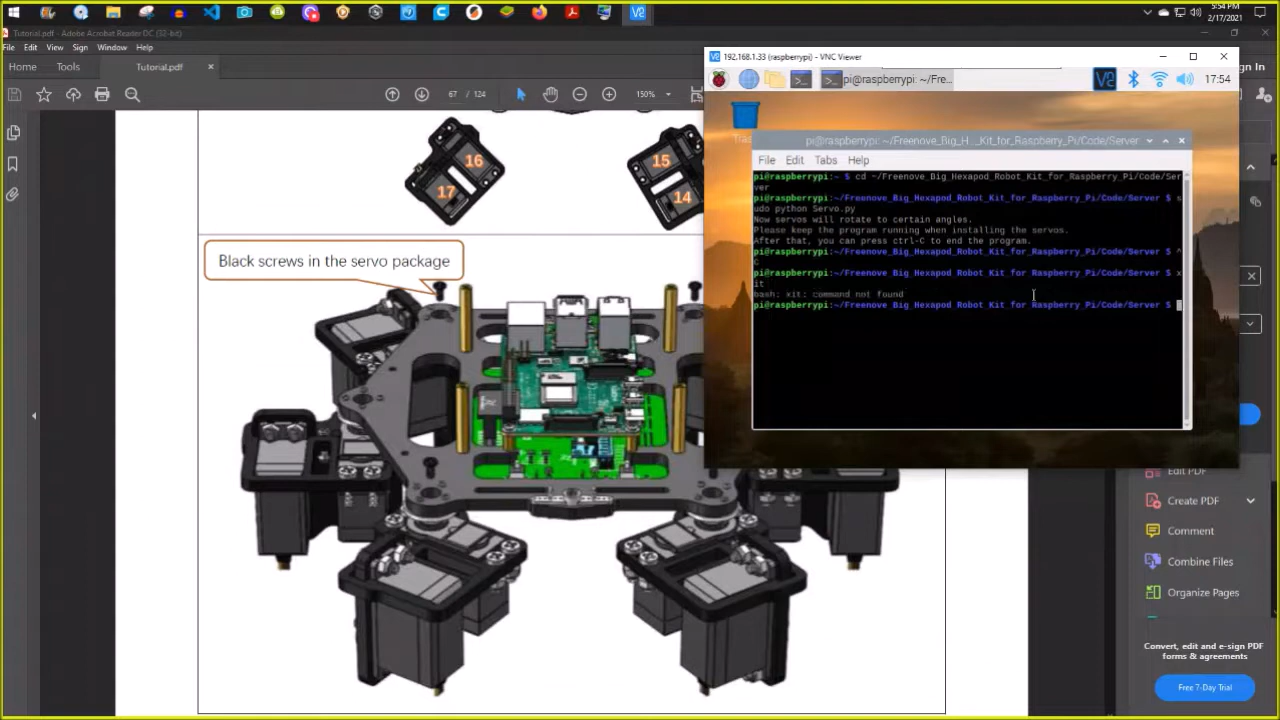 5:54 PM
2/17/2021
Tutorial.pdf - Adobe Acrobat Reader DC (32-bit)
File Edit View Sign Window Help
Home Tools Tutorial.pdf
Sign In
67 / 124
150%
192.168.1.33 (raspberrypi) - VNC Viewer
pi@raspberrypi: ~/Fre...
17:54
16
17
15
14
Black screws in the servo package
pi@raspberrypi: ~/Freenove_Big_H..._Kit_for_Raspberry_Pi/Code/Server
File Edit Tabs Help
pi@raspberrypi:~ $ cd ~/Freenove_Big_Hexapod_Robot_Kit_for_Raspberry_Pi/Code/Ser
ver
pi@raspberrypi:~/Freenove_Big_Hexapod_Robot_Kit_for_Raspberry_Pi/Code/Server $ s
udo python Servo.py
Now servos will rotate to certain angles.
Please keep the program running when installing the servos.
After that, you can press ctrl-C to end the program.
pi@raspberrypi:~/Freenove_Big_Hexapod_Robot_Kit_for_Raspberry_Pi/Code/Server $ ^
C
pi@raspberrypi:~/Freenove_Big_Hexapod_Robot_Kit_for_Raspberry_Pi/Code/Server $ x
it
bash: xit: command not found
pi@raspberrypi:~/Freenove_Big_Hexapod_Robot_Kit_for_Raspberry_Pi/Code/Server $
Edit PDF
Create PDF
Comment
Combine Files
Organize Pages
Convert, edit and e-sign PDF
forms & agreements
Free 7-Day Trial